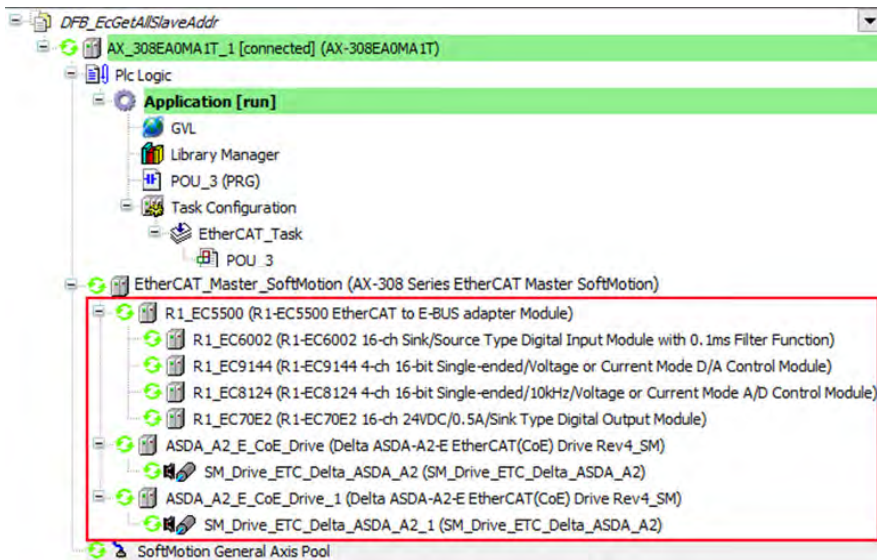 DFB_EcGetAllSlaveAddr
AX_308EA0MA1T_1 [connected] (AX-308EA0MA1T)
Plc Logic
Application [run]
GVL
Library Manager
POU_3 (PRG)
Task Configuration
EtherCAT_Task
POU_3
EtherCAT_Master_SoftMotion (AX-308 Series EtherCAT Master SoftMotion)
R1_EC5500 (R1-EC5500 EtherCAT to E-BUS adapter Module)
R1_EC6002 (R1-EC6002 16-ch Sink/Source Type Digital Input Module with 0.1ms Filter Function)
R1_EC9144 (R1-EC9144 4-ch 16-bit Single-ended/Voltage or Current Mode D/A Control Module)
R1_EC8124 (R1-EC8124 4-ch 16-bit Single-ended/10kHz/Voltage or Current Mode A/D Control Module)
R1_EC70E2 (R1-EC70E2 16-ch 24VDC/0.5A/Sink Type Digital Output Module)
ASDA_A2_E_CoE_Drive (Delta ASDA-A2-E EtherCAT(CoE) Drive Rev4_SM)
SM_Drive_ETC_Delta_ASDA_A2 (SM_Drive_ETC_Delta_ASDA_A2)
ASDA_A2_E_CoE_Drive_1 (Delta ASDA-A2-E EtherCAT(CoE) Drive Rev4_SM)
SM_Drive_ETC_Delta_ASDA_A2_1 (SM_Drive_ETC_Delta_ASDA_A2)
SoftMotion General Axis Pool